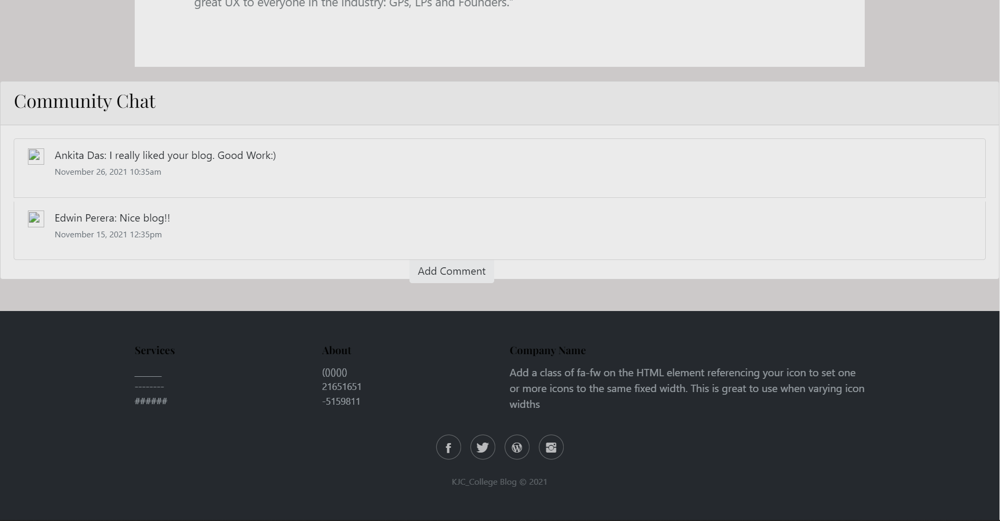 great UX to everyone in the industry: GPs, LPs and Founders."
Community Chat
Ankita Das: I really liked your blog. Good Work:)
November 26, 2021 10:35am
Edwin Perera: Nice blog!!
November 15, 2021 12:35pm
Add Comment
Services
______
--------
######
About
(()()()()
21651651
-5159811
Company Name
Add a class of fa-fw on the HTML element referencing your icon to set one
or more icons to the same fixed width. This is great to use when varying icon
widths
KJC_College Blog © 2021